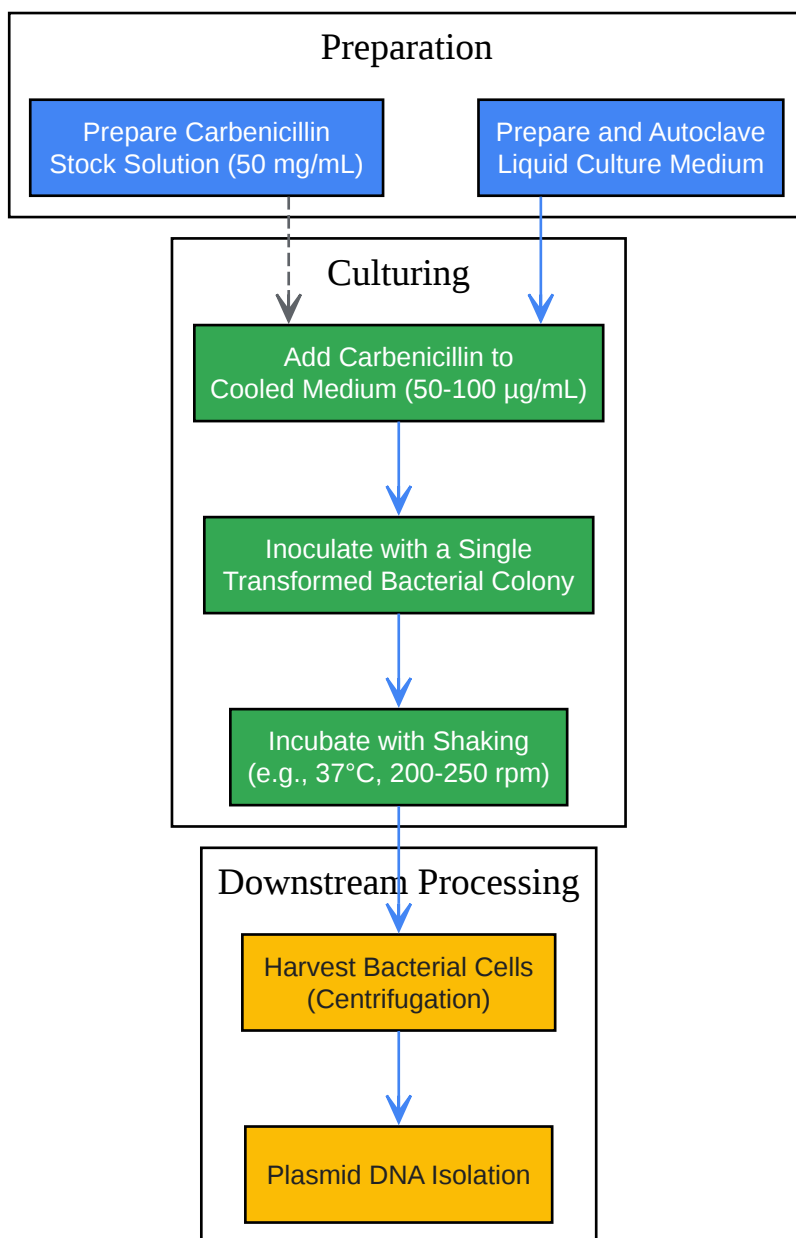 Preparation
Prepare Carbenicillin
Stock Solution (50 mg/mL)
Prepare and Autoclave
Liquid Culture Medium
Culturing
Add Carbenicillin to
Cooled Medium (50-100 µg/mL)
Inoculate with a Single
Transformed Bacterial Colony
Incubate with Shaking
(e.g., 37°C, 200-250 rpm)
Downstream Processing
Harvest Bacterial Cells
(Centrifugation)
Plasmid DNA Isolation